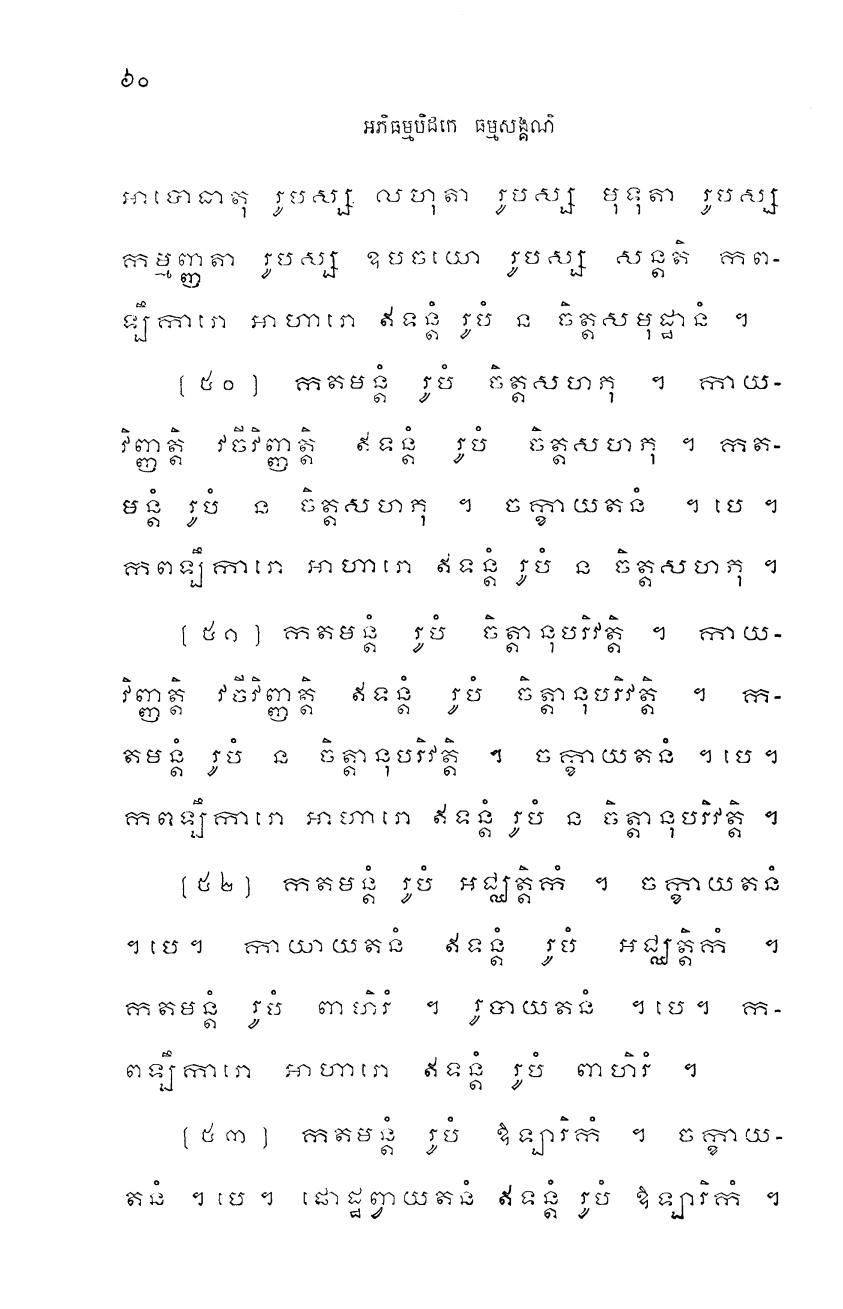 ៦០
អភិធម្មបិដកេ ធម្មសង្គណិ
អាបោធាតុ រូបស្ស លហុតា រូបស្ស មុទុតា រូបស្ស
កម្មញ្ញតា រូបស្ស ឧបចយោ រូបស្ស សន្តតិ កព-
ឡឹការោ អាហារោ ឥទន្តំ រូបំ ន ចិត្តសមុដ្ឋានំ ។
[៥០] កតមន្តំ រូបំ ចិត្តសហភុ ។ កាយ-
វិញ្ញត្តិ វចីវិញ្ញត្តិ ឥទន្តំ រូបំ ចិត្តសហភុ ។ កត-
មន្តំ រូបំ ន ចិត្តសហភុ ។ ចក្ខាយតនំ ។បេ។
កពឡឹការោ អាហារោ ឥទន្តំ រូបំ ន ចិត្តសហភុ ។
[៥១] កតមន្តំ រូបំ ចិត្តានុបរិវត្តិ ។ កាយ-
វិញ្ញត្តិ វចីវិញ្ញត្តិ ឥទន្តំ រូបំ ចិត្តានុបរិវត្តិ ។ ក-
តមន្តំ រូបំ ន ចិត្តានុបរិវត្តិ ។ ចក្ខាយតនំ ។បេ។
កពឡឹការោ អាហារោ ឥទន្តំ រូបំ ន ចិត្តានុបរិវត្តិ ។
[៥២] កតមន្តំ រូបំ អជ្ឈត្តិកំ ។ ចក្ខាយតនំ
។បេ។ កាយាយតនំ ឥទន្តំ រូបំ អជ្ឈត្តិកំ ។
កតមន្តំ រូបំ ពាហិរំ ។ រូបាយតនំ ។បេ។ ក-
ពឡឹការោ អាហារោ ឥទន្តំ រូបំ ពាហិរំ ។
[៥៣] កតមន្តំ រូបំ ឱឡារិកំ ។ ចក្ខាយ-
តនំ ។បេ។ ផោដ្ឋព្វាយតនំ ឥទន្តំ រូបំ ឱឡារិកំ ។